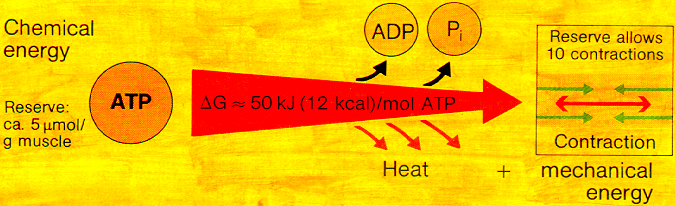 Chemical
energy
ATP
Reserve:
ca. 5 µmol/
g muscle
ΔG ≈ 50 kJ (12 kcal)/mol ATP
ADP
Pi
Heat
+
mechanical
energy
Reserve allows
10 contractions
Contraction